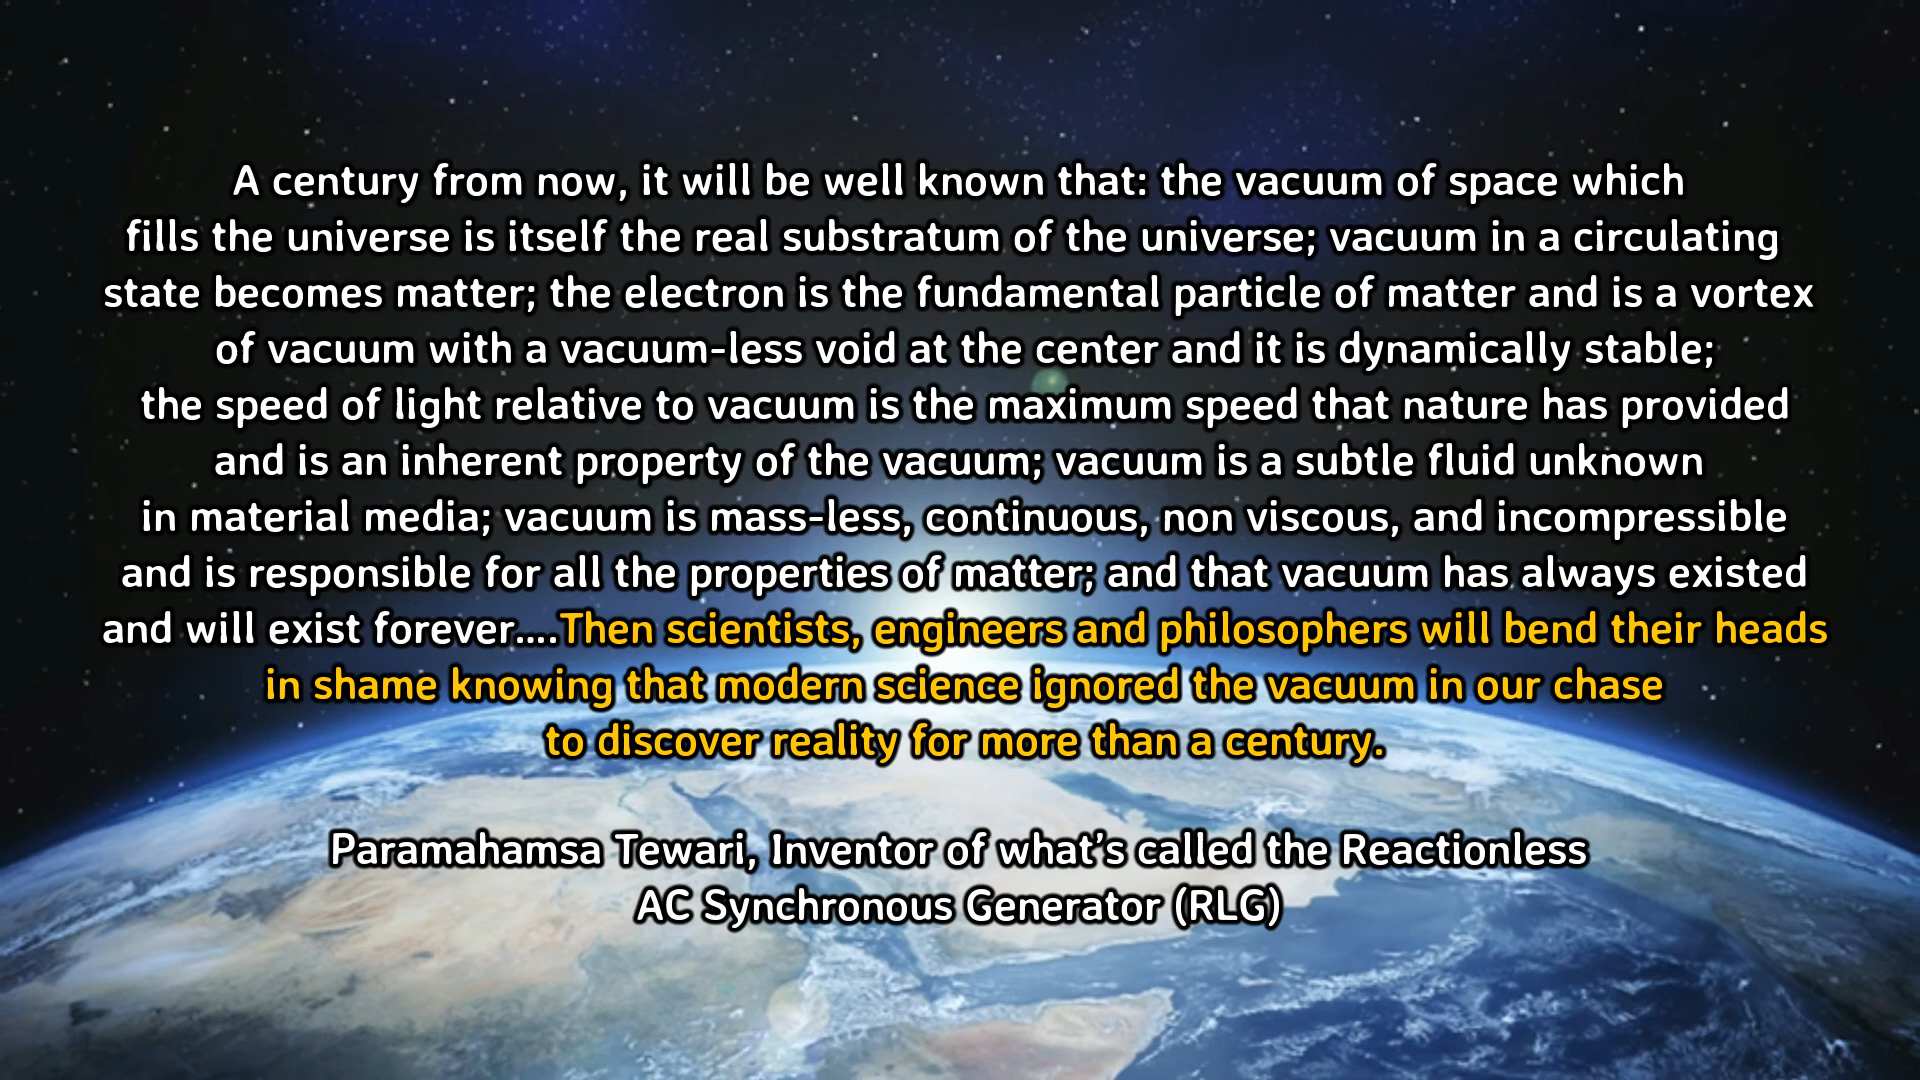 A century from now, it will be well known that: the vacuum of space which
fills the universe is itself the real substratum of the universe; vacuum in a circulating
state becomes matter; the electron is the fundamental particle of matter and is a vortex
of vacuum with a vacuum-less void at the center and it is dynamically stable;
the speed of light relative to vacuum is the maximum speed that nature has provided
and is an inherent property of the vacuum; vacuum is a subtle fluid unknown
in material media; vacuum is mass-less, continuous, non viscous, and incompressible
and is responsible for all the properties of matter; and that vacuum has always existed
and will exist forever....Then scientists, engineers and philosophers will bend their heads
in shame knowing that modern science ignored the vacuum in our chase
to discover reality for more than a century.
Paramahamsa Tewari, Inventor of what’s called the Reactionless
AC Synchronous Generator (RLG)